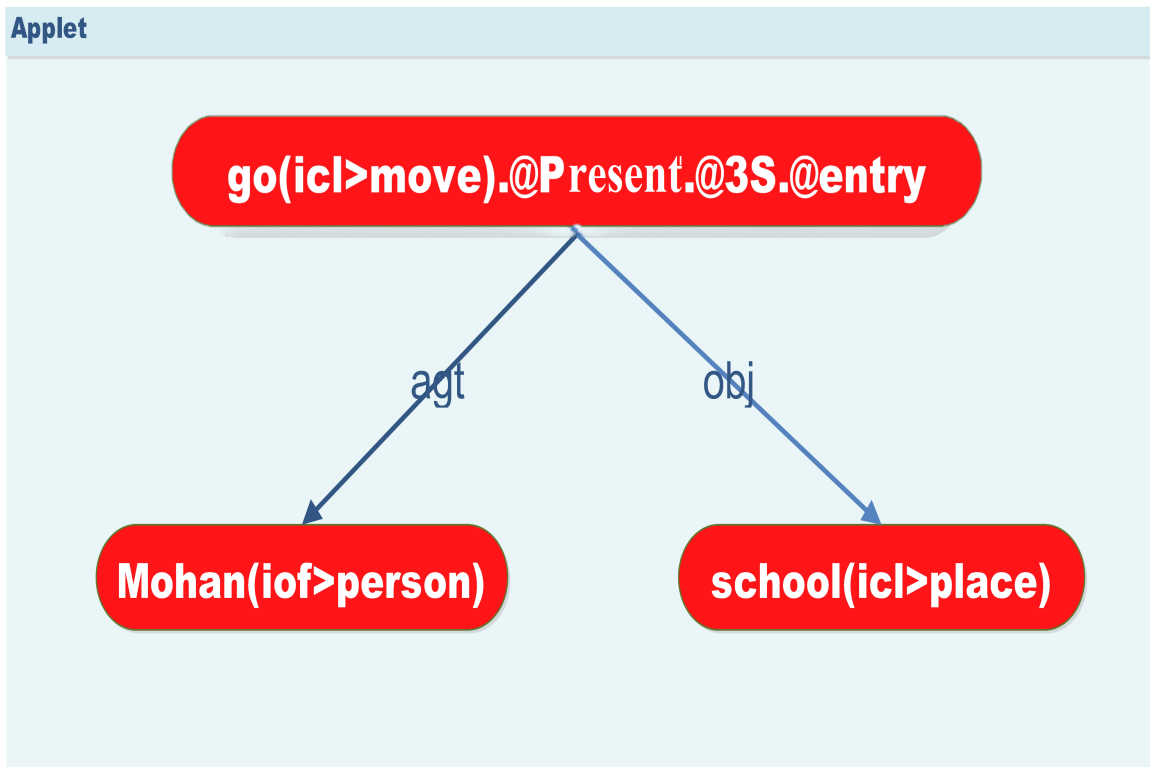 Applet
go(icl>move).@Present.@3S.@entry
agt
obj
Mohan(iof>person)
school(icl>place)